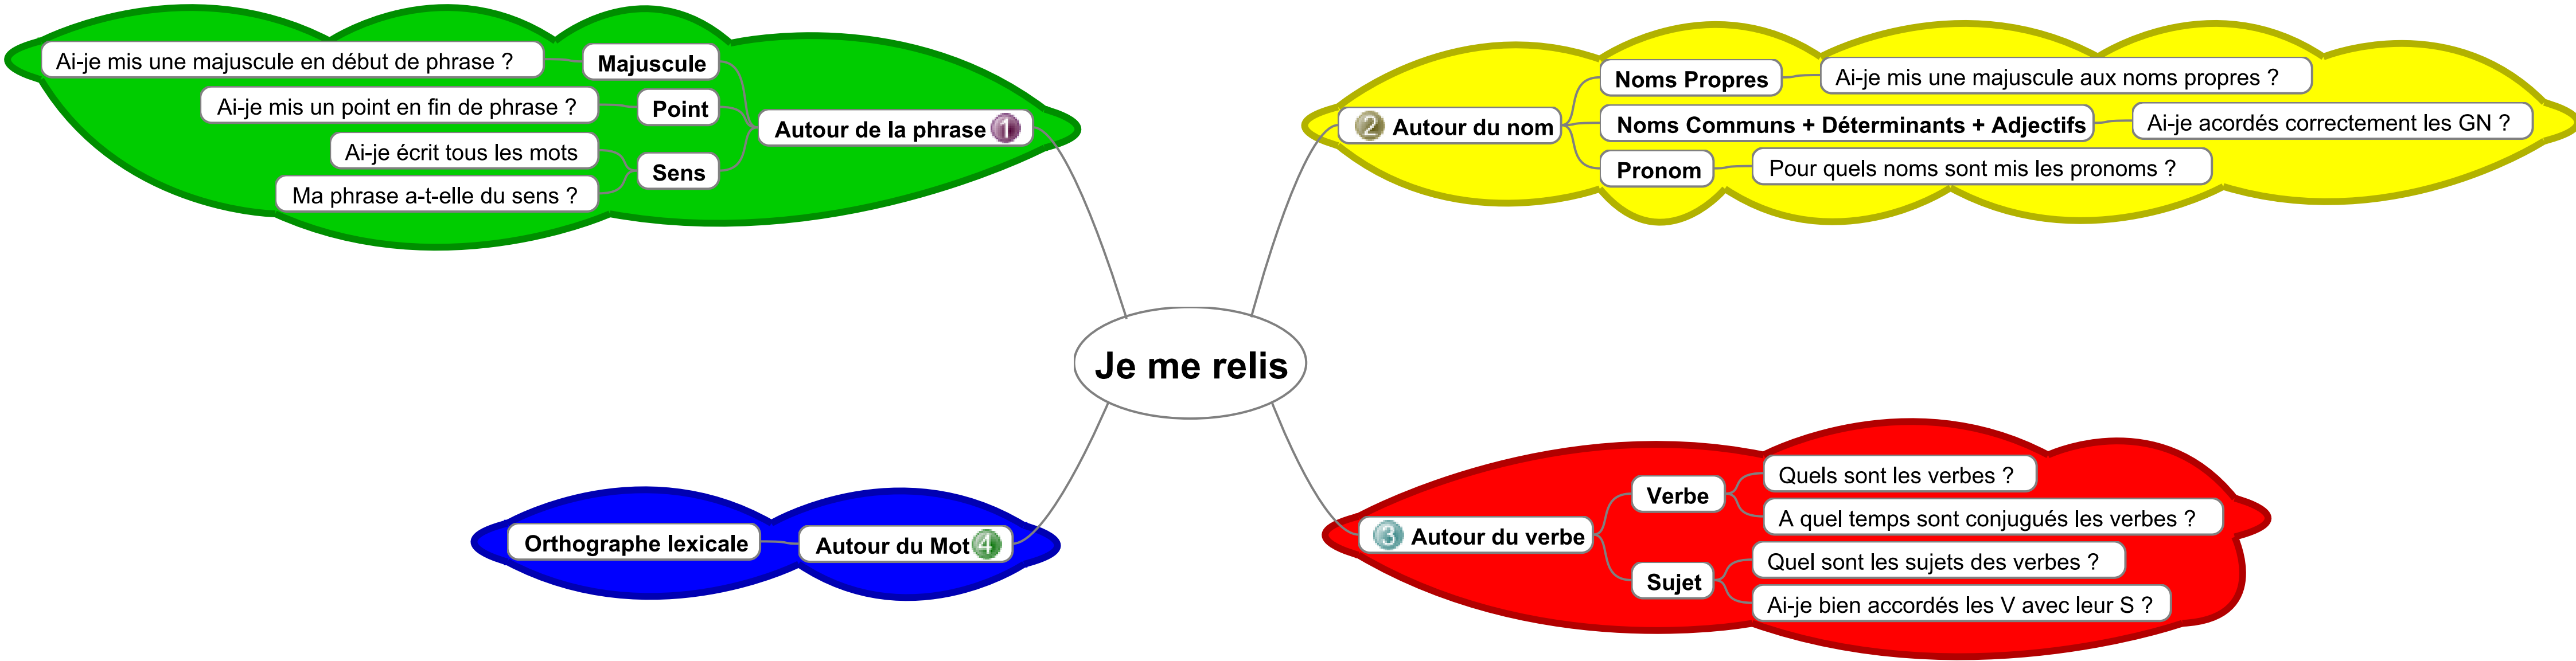 Je me relis
Autour de la phrase 1
Majuscule
Ai-je mis une majuscule en début de phrase ?
Point
Ai-je mis un point en fin de phrase ?
Sens
Ai-je écrit tous les mots
Ma phrase a-t-elle du sens ?
2 Autour du nom
Noms Propres
Ai-je mis une majuscule aux noms propres ?
Noms Communs + Déterminants + Adjectifs
Ai-je acordés correctement les GN ?
Pronom
Pour quels noms sont mis les pronoms ?
3 Autour du verbe
Verbe
Quels sont les verbes ?
A quel temps sont conjugués les verbes ?
Sujet
Quel sont les sujets des verbes ?
Ai-je bien accordés les V avec leur S ?
Autour du Mot 4
Orthographe lexicale